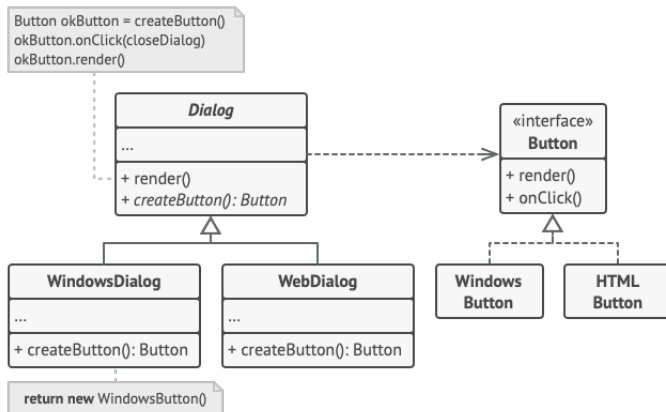 Button okButton = createButton()
okButton.onClick(closeDialog)
okButton.render()
Dialog
...
+ render()
+ createButton(): Button
«interface»
Button
+ render()
+ onClick()
WindowsDialog
...
+ createButton(): Button
WebDialog
...
+ createButton(): Button
Windows
Button
HTML
Button
return new WindowsButton()